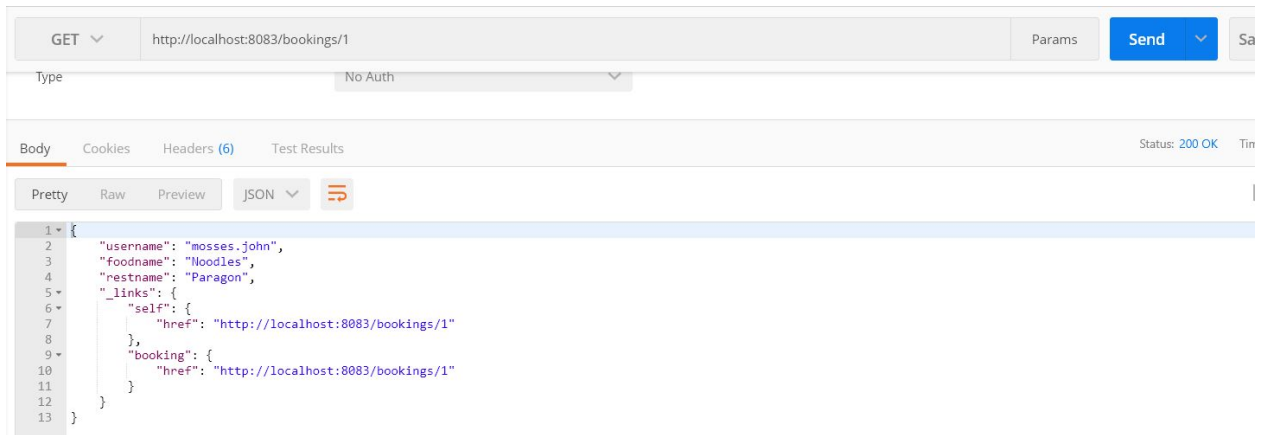 GET http://localhost:8083/bookings/1 Params Send Sa
Type No Auth
Body Cookies Headers (6) Test Results Status: 200 OK Tim
Pretty Raw Preview JSON
1 {
2 "username": "mosses.john",
3 "foodname": "Noodles",
4 "restname": "Paragon",
5 "_links": {
6 "self": {
7 "href": "http://localhost:8083/bookings/1"
8 },
9 "booking": {
10 "href": "http://localhost:8083/bookings/1"
11 }
12 }
13 }